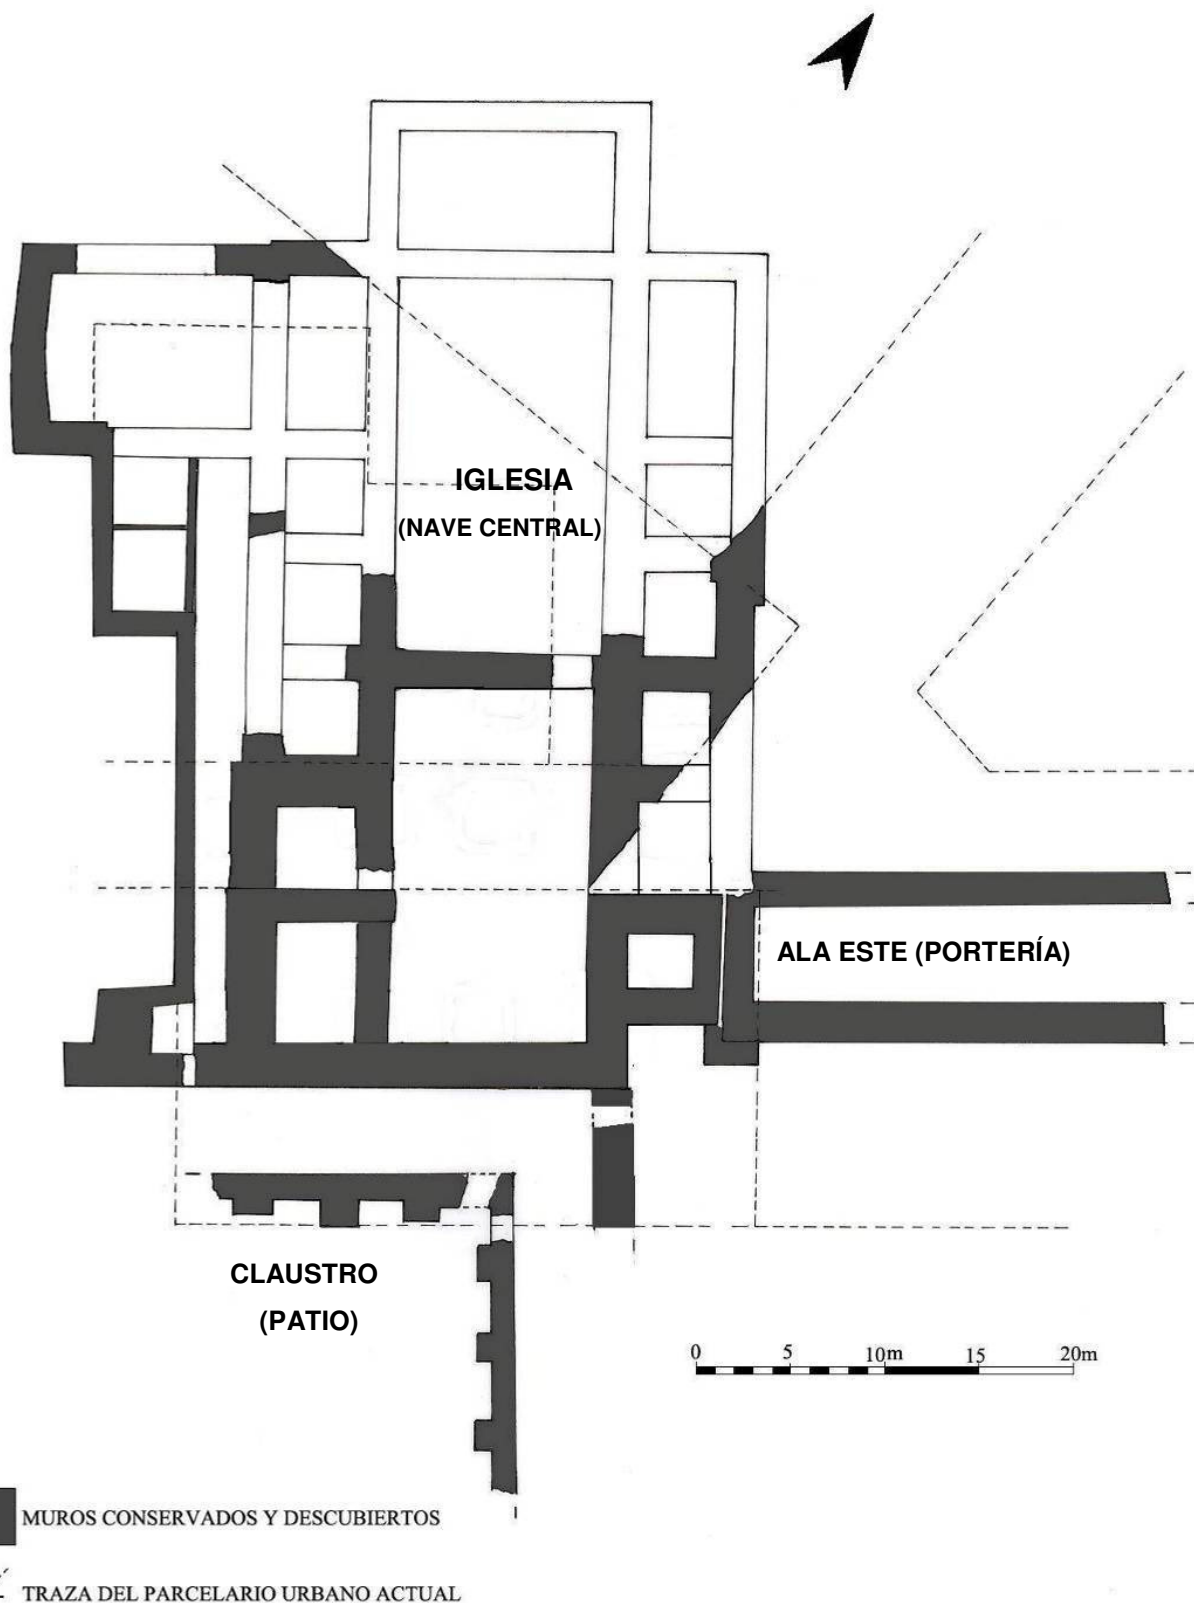 IGLESIA
(NAVE CENTRAL)
ALA ESTE (PORTERÍA)
CLAUSTRO
(PATIO)
0 5 10m 15 20m
MUROS CONSERVADOS Y DESCUBIERTOS
TRAZA DEL PARCELARIO URBANO ACTUAL